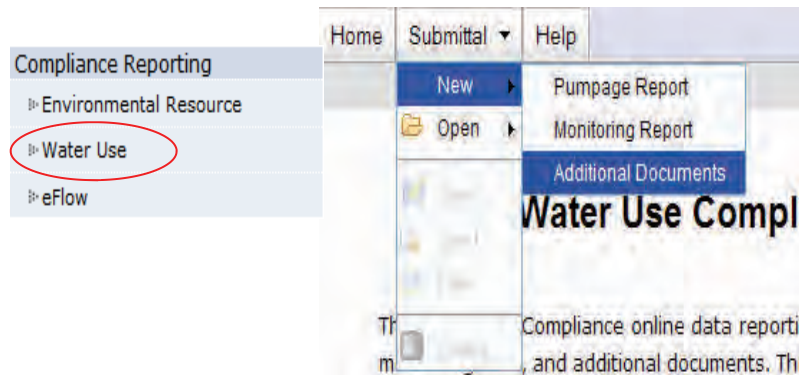 Compliance Reporting
Environmental Resource
Water Use
eFlow
Home Submittal Help
New
Open
Pumpage Report
Monitoring Report
Additional Documents
Water Use Compl
Th Compliance online data reporti
m , and additional documents. Th